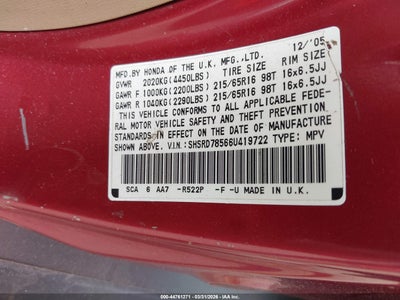 MFD.BY HONDA OF THE U.K. MFG.,LTD. 12/'05
GVWR 2020KG(4450LBS) TIRE SIZE RIM SIZE
GAWR F 1000KG(2200LBS) 215/65R16 98T 16x6.5JJ
GAWR R 1040KG(2290LBS) 215/65R16 98T 16x6.5JJ
THIS VEHICLE CONFORMS TO ALL APPLICABLE FEDE-
RAL MOTOR VEHICLE SAFETY AND THEFT PREVENTION
STANDARDS IN EFFECT ON THE DATE OF MANUFACTURE
SHOWN ABOVE. V.I.N.: SHSRD78566U419722 TYPE: MPV
SCA 6 AA7 -R522P -F -U MADE IN U.K.
000-44761271 - 03/31/2026 - IAA